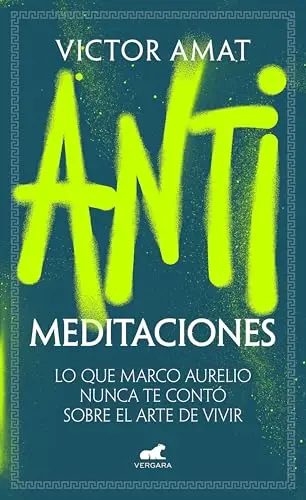 VICTOR AMAT
ANTI
MEDITACIONES
LO QUE MARCO AURELIO
NUNCA TE CONTÓ
SOBRE EL ARTE DE VIVIR
VERGARA